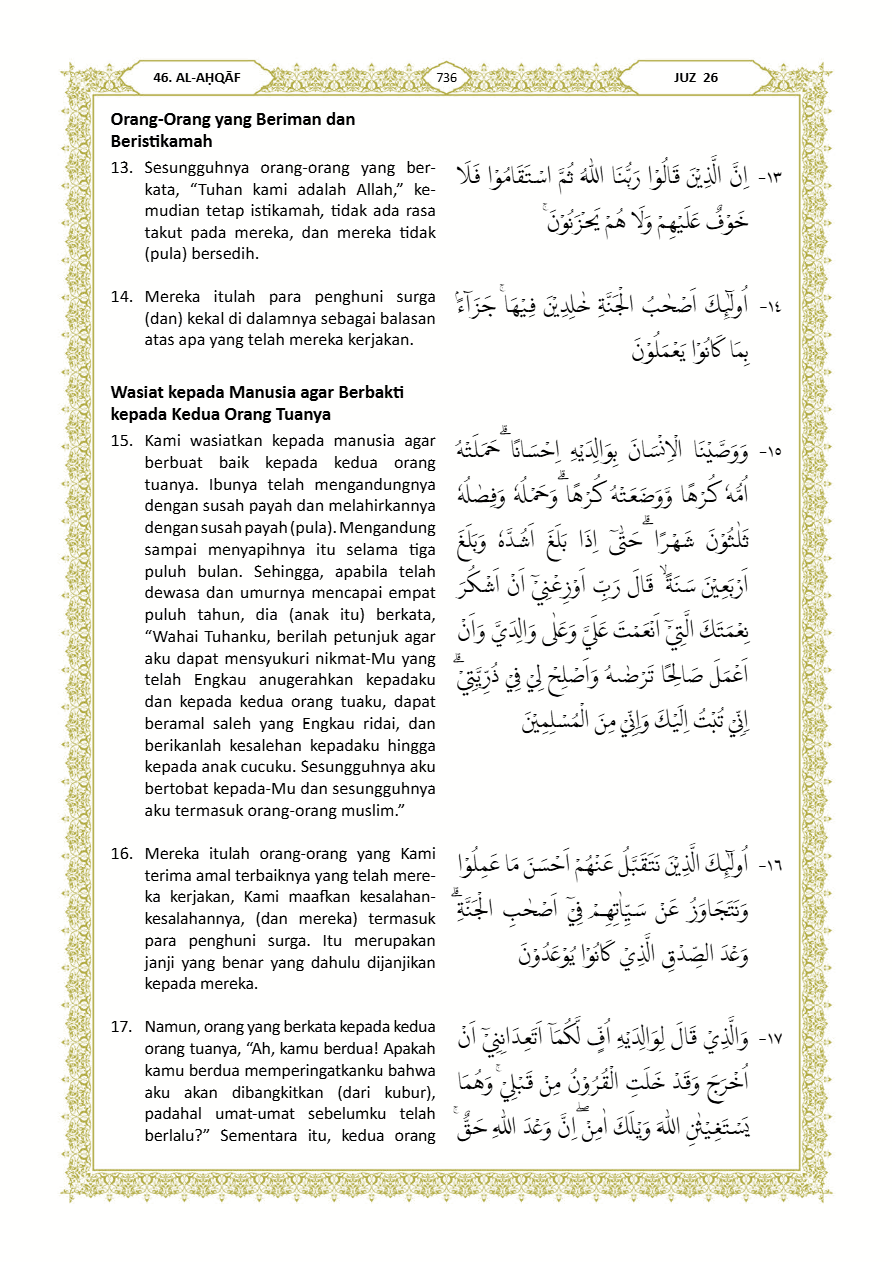 46. AL-AḤQĀF
736
JUZ 26
Orang-Orang yang Beriman dan
Beristikamah
13. Sesungguhnya orang-orang yang ber-
kata, “Tuhan kami adalah Allah,” ke-
mudian tetap istikamah, tidak ada rasa
takut pada mereka, dan mereka tidak
(pula) bersedih.
١٣- اِنَّ الَّذِيْنَ قَالُوْا رَبُّنَا اللّٰهُ ثُمَّ اسْتَقَامُوْا فَلَا
خَوْفٌ عَلَيْهِمْ وَلَا هُمْ يَحْزَنُوْنَۚ
14. Mereka itulah para penghuni surga
(dan) kekal di dalamnya sebagai balasan
atas apa yang telah mereka kerjakan.
١٤- اُولٰۤىِٕكَ اَصْحٰبُ الْجَنَّةِ خٰلِدِيْنَ فِيْهَاۚ جَزَاۤءً ۢ
بِمَا كَانُوْا يَعْمَلُوْنَ
Wasiat kepada Manusia agar Berbakti
kepada Kedua Orang Tuanya
15. Kami wasiatkan kepada manusia agar
berbuat baik kepada kedua orang
tuanya. Ibunya telah mengandungnya
dengan susah payah dan melahirkannya
dengan susah payah (pula). Mengandung
sampai menyapihnya itu selama tiga
puluh bulan. Sehingga, apabila telah
dewasa dan umurnya mencapai empat
puluh tahun, dia (anak itu) berkata,
“Wahai Tuhanku, berilah petunjuk agar
aku dapat mensyukuri nikmat-Mu yang
telah Engkau anugerahkan kepadaku
dan kepada kedua orang tuaku, dapat
beramal saleh yang Engkau ridai, dan
berikanlah kesalehan kepadaku hingga
kepada anak cucuku. Sesungguhnya aku
bertobat kepada-Mu dan sesungguhnya
aku termasuk orang-orang muslim.”
١٥- وَوَصَّيْنَا الْاِنْسَانَ بِوَالِدَيْهِ اِحْسَانًاۗ حَمَلَتْهُ
اُمُّهٗ كُرْهًا وَّوَضَعَتْهُ كُرْهًاۗ وَحَمْلُهٗ وَفِصٰلُهٗ
ثَلٰثُوْنَ شَهْرًاۗ حَتّٰىٓ اِذَا بَلَغَ اَشُدَّهٗ وَبَلَغَ
اَرْبَعِيْنَ سَنَةًۙ قَالَ رَبِّ اَوْزِعْنِيْٓ اَنْ اَشْكُرَ
نِعْمَتَكَ الَّتِيْٓ اَنْعَمْتَ عَلَيَّ وَعَلٰى وَالِدَيَّ وَاَنْ
اَعْمَلَ صَالِحًا تَرْضٰىهُ وَاَصْلِحْ لِيْ فِيْ ذُرِّيَّتِيْۗ
اِنِّيْ تُبْتُ اِلَيْكَ وَاِنِّيْ مِنَ الْمُسْلِمِيْنَ
16. Mereka itulah orang-orang yang Kami
terima amal terbaiknya yang telah mere-
ka kerjakan, Kami maafkan kesalahan-
kesalahannya, (dan mereka) termasuk
para penghuni surga. Itu merupakan
janji yang benar yang dahulu dijanjikan
kepada mereka.
١٦- اُولٰۤىِٕكَ الَّذِيْنَ نَتَقَبَّلُ عَنْهُمْ اَحْسَنَ مَا عَمِلُوْا
وَنَتَجَاوَزُ عَنْ سَيِّاٰتِهِمْ فِيْٓ اَصْحٰبِ الْجَنَّةِۗ
وَعْدَ الصِّدْقِ الَّذِيْ كَانُوْا يُوْعَدُوْنَ
17. Namun, orang yang berkata kepada kedua
orang tuanya, “Ah, kamu berdua! Apakah
kamu berdua memperingatkanku bahwa
aku akan dibangkitkan (dari kubur),
padahal umat-umat sebelumku telah
berlalu?” Sementara itu, kedua orang
١٧- وَالَّذِيْ قَالَ لِوَالِدَيْهِ اُفٍّ لَّكُمَآ اَتَعِدَانِنِيْٓ اَنْ
اُخْرَجَ وَقَدْ خَلَتِ الْقُرُوْنُ مِنْ قَبْلِيْۚ وَهُمَا
يَسْتَغِيْثٰنِ اللّٰهَ وَيْلَكَ اٰمِنْۖ اِنَّ وَعْدَ اللّٰهِ حَقٌّۚ